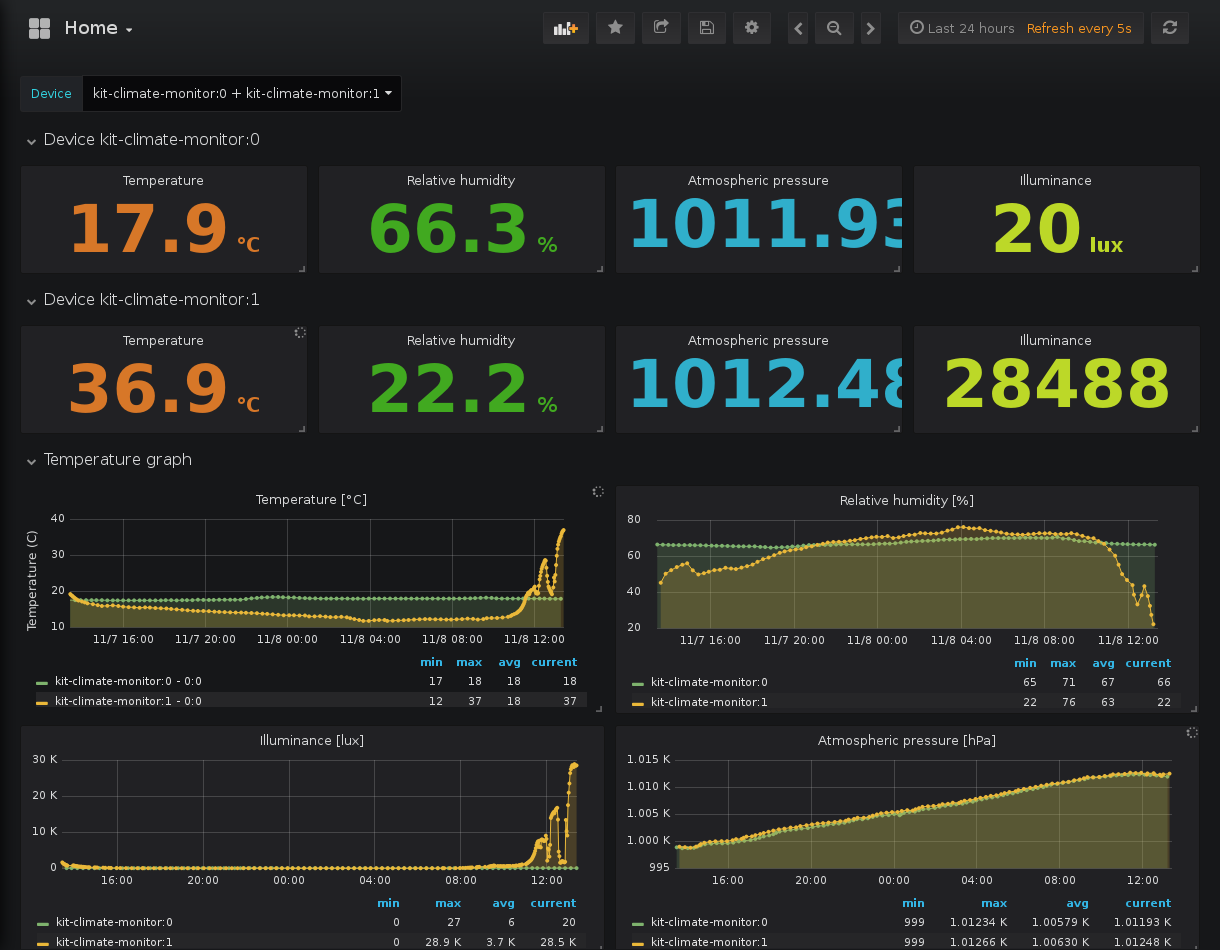 Home
Last 24 hours Refresh every 5s
Device kit-climate-monitor:0 + kit-climate-monitor:1
Device kit-climate-monitor:0
Temperature Relative humidity Atmospheric pressure Illuminance
17.9 °C 66.3 % 1011.93 20 lux
Device kit-climate-monitor:1
Temperature Relative humidity Atmospheric pressure Illuminance
36.9 °C 22.2 % 1012.48 28488
Temperature graph
Temperature [°C]
Temperature (C)
40
30
20
10
11/7 16:00 11/7 20:00 11/8 00:00 11/8 04:00 11/8 08:00 11/8 12:00
min max avg current
kit-climate-monitor:0 - 0:0 17 18 18 18
kit-climate-monitor:1 - 0:0 12 37 18 37
Relative humidity [%]
80
60
40
20
11/7 16:00 11/7 20:00 11/8 00:00 11/8 04:00 11/8 08:00 11/8 12:00
min max avg current
kit-climate-monitor:0 65 71 67 66
kit-climate-monitor:1 22 76 63 22
Illuminance [lux]
30 K
20 K
10 K
0
16:00 20:00 00:00 04:00 08:00 12:00
min max avg current
kit-climate-monitor:0 0 27 6 20
kit-climate-monitor:1 0 28.9 K 3.7 K 28.5 K
Atmospheric pressure [hPa]
1.015 K
1.010 K
1.005 K
1.000 K
995
16:00 20:00 00:00 04:00 08:00 12:00
min max avg current
kit-climate-monitor:0 999 1.01234 K 1.00579 K 1.01193 K
kit-climate-monitor:1 999 1.01266 K 1.00630 K 1.01248 K